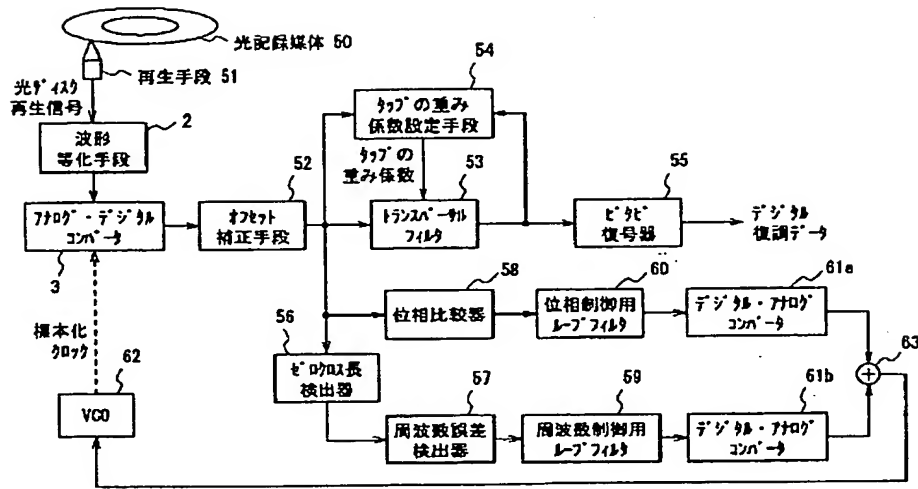 光記録媒体 50
再生手段 51
光ﾃﾞｨｽｸ
再生信号
2
波形
等化手段
アナログ・デジタル
コンバータ
3
標本化
クロック
62
VCO
52
オフセット
補正手段
54
タップの重み
係数設定手段
タップの
重み係数
53
トランスバーサル
フィルタ
55
ビタビ
復号器
デジタル
復調データ
58
位相比較器
60
位相制御用
ループフィルタ
61a
デジタル・アナログ
コンバータ
56
ゼロクロス長
検出器
57
周波数誤差
検出器
59
周波数制御用
ループフィルタ
61b
デジタル・アナログ
コンバータ
63
+